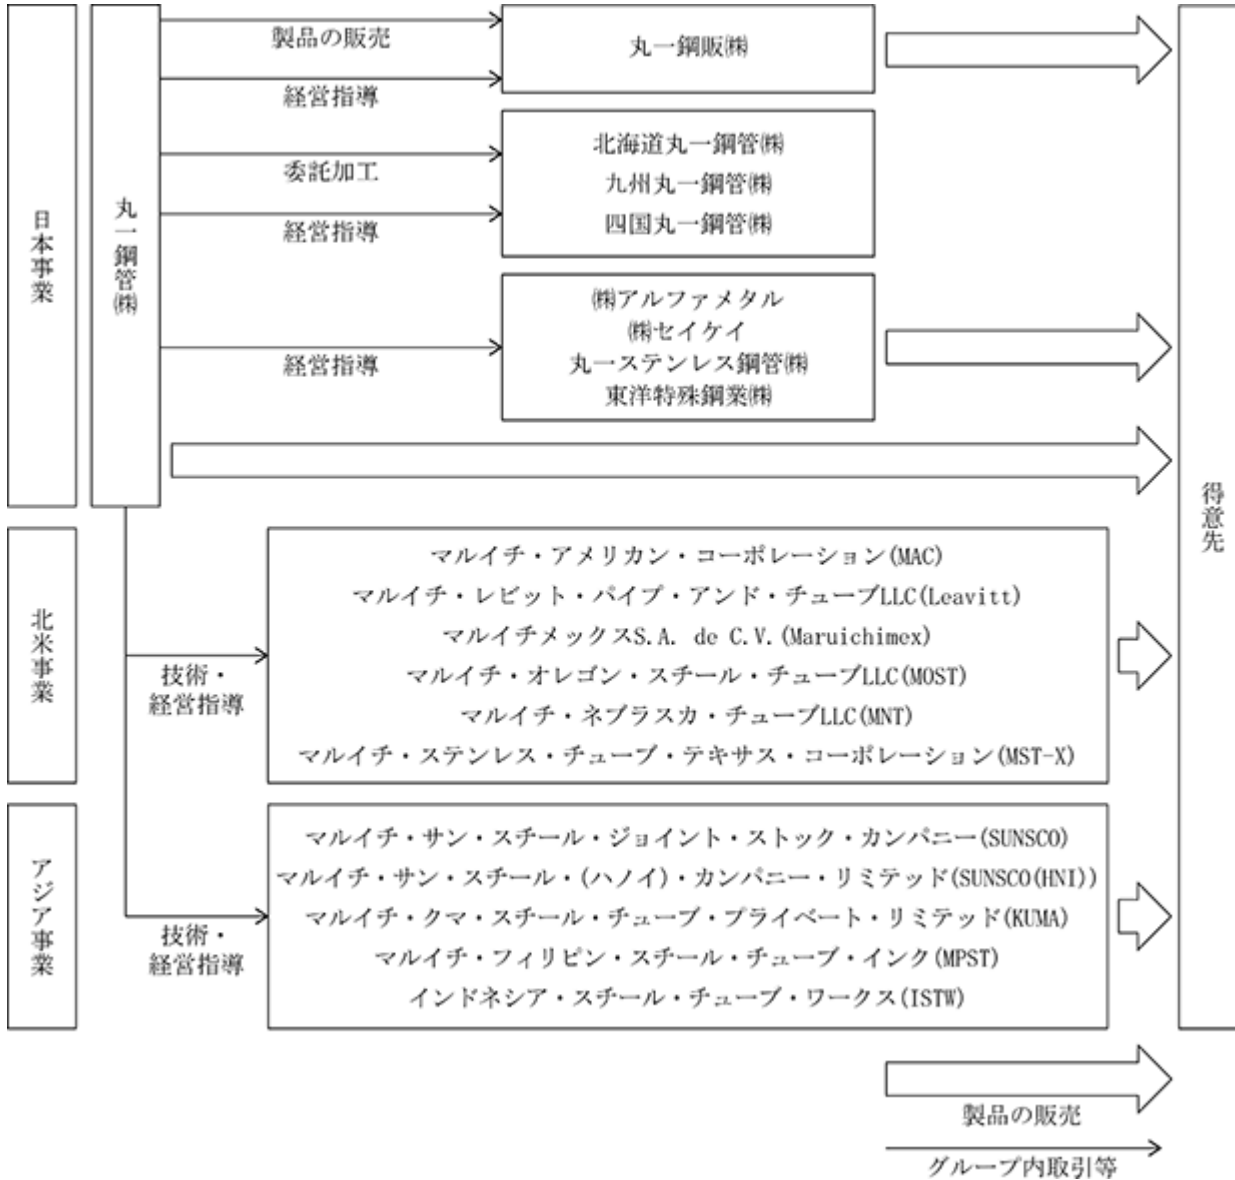 日本事業
丸一鋼管㈱
製品の販売
経営指導
丸一鋼販㈱
委託加工
経営指導
北海道丸一鋼管㈱
九州丸一鋼管㈱
四国丸一鋼管㈱
経営指導
㈱アルファメタル
㈱セイケイ
丸一ステンレス鋼管㈱
東洋特殊鋼業㈱
得意先
北米事業
技術・
経営指導
マルイチ・アメリカン・コーポレーション(MAC)
マルイチ・レビット・パイプ・アンド・チューブLLC(Leavitt)
マルイチメックスS.A. de C.V.(Maruichimex)
マルイチ・オレゴン・スチール・チューブLLC(MOST)
マルイチ・ネブラスカ・チューブLLC(MNT)
マルイチ・ステンレス・チューブ・テキサス・コーポレーション(MST-X)
アジア事業
技術・
経営指導
マルイチ・サン・スチール・ジョイント・ストック・カンパニー(SUNSCO)
マルイチ・サン・スチール・(ハノイ)・カンパニー・リミテッド(SUNSCO(HNI))
マルイチ・クマ・スチール・チューブ・プライベート・リミテッド(KUMA)
マルイチ・フィリピン・スチール・チューブ・インク(MPST)
インドネシア・スチール・チューブ・ワークス(ISTW)
製品の販売
グループ内取引等